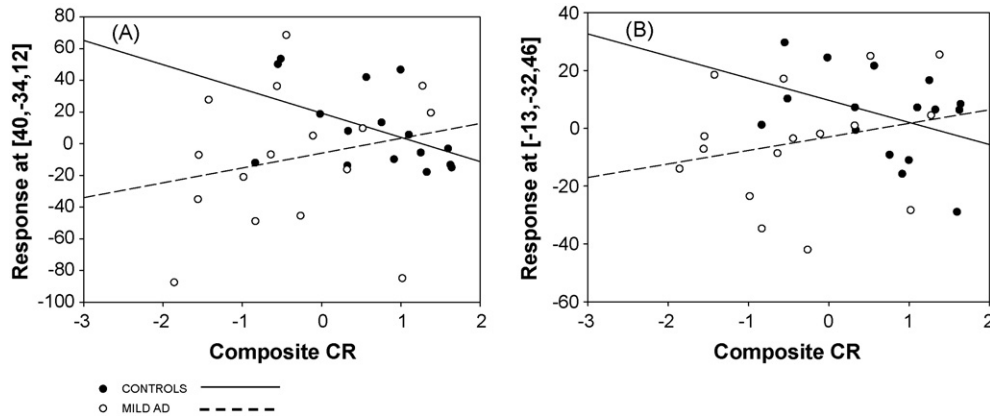 (A)
Response at [40,-34,12]
80
60
40
20
0
-20
-40
-60
-80
-100
-3 -2 -1 0 1 2
Composite CR
(B)
Response at [-13,-32,46]
40
20
0
-20
-40
-60
-3 -2 -1 0 1 2
Composite CR
CONTROLS
MILD AD